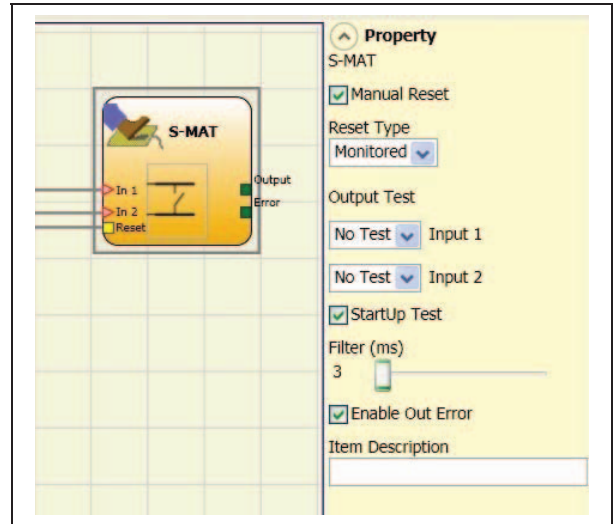 S-MAT
In 1
In 2
Reset
Output
Error
Property
S-MAT
Manual Reset
Reset Type
Monitored
Output Test
No Test Input 1
No Test Input 2
StartUp Test
Filter (ms)
3
Enable Out Error
Item Description